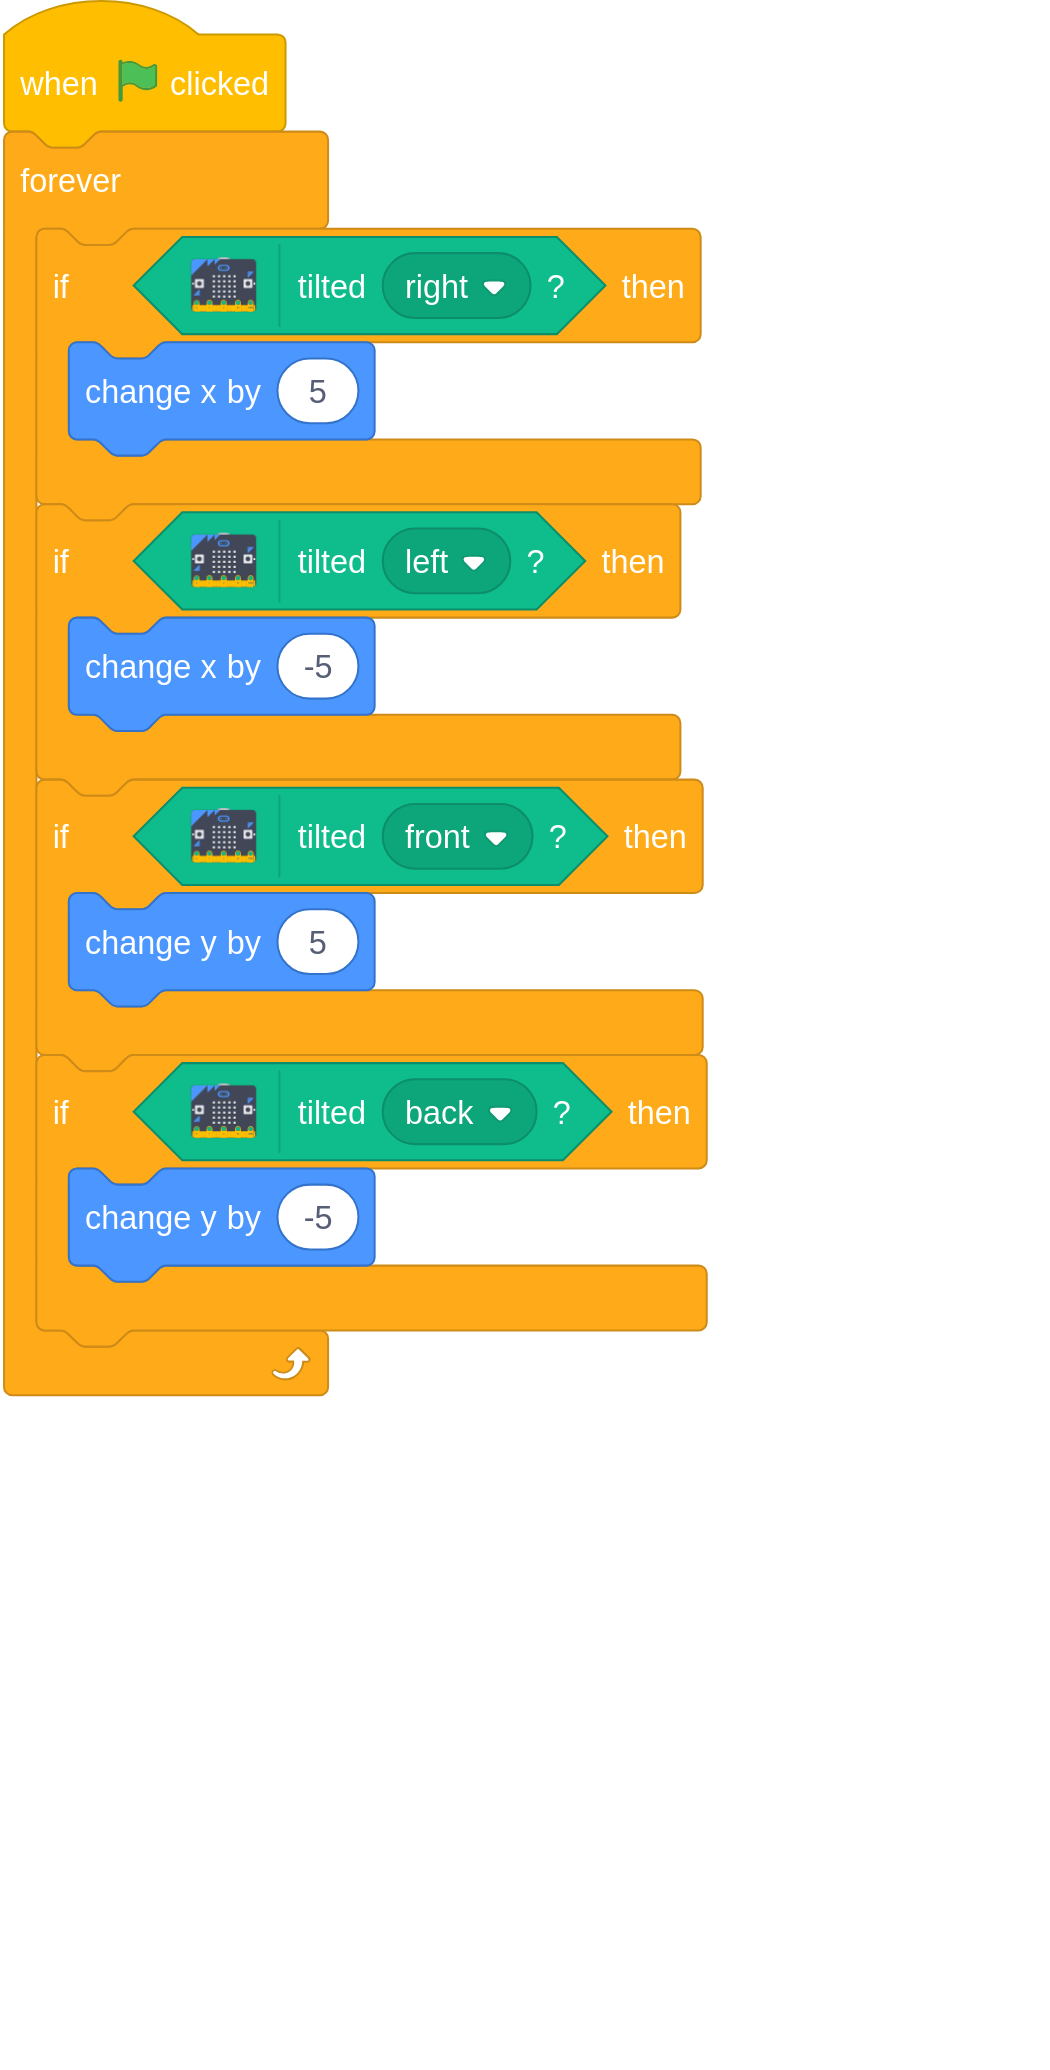 when clicked
forever
if tilted right ? then
change x by 5
if tilted left ? then
change x by -5
if tilted front ? then
change y by 5
if tilted back ? then
change y by -5